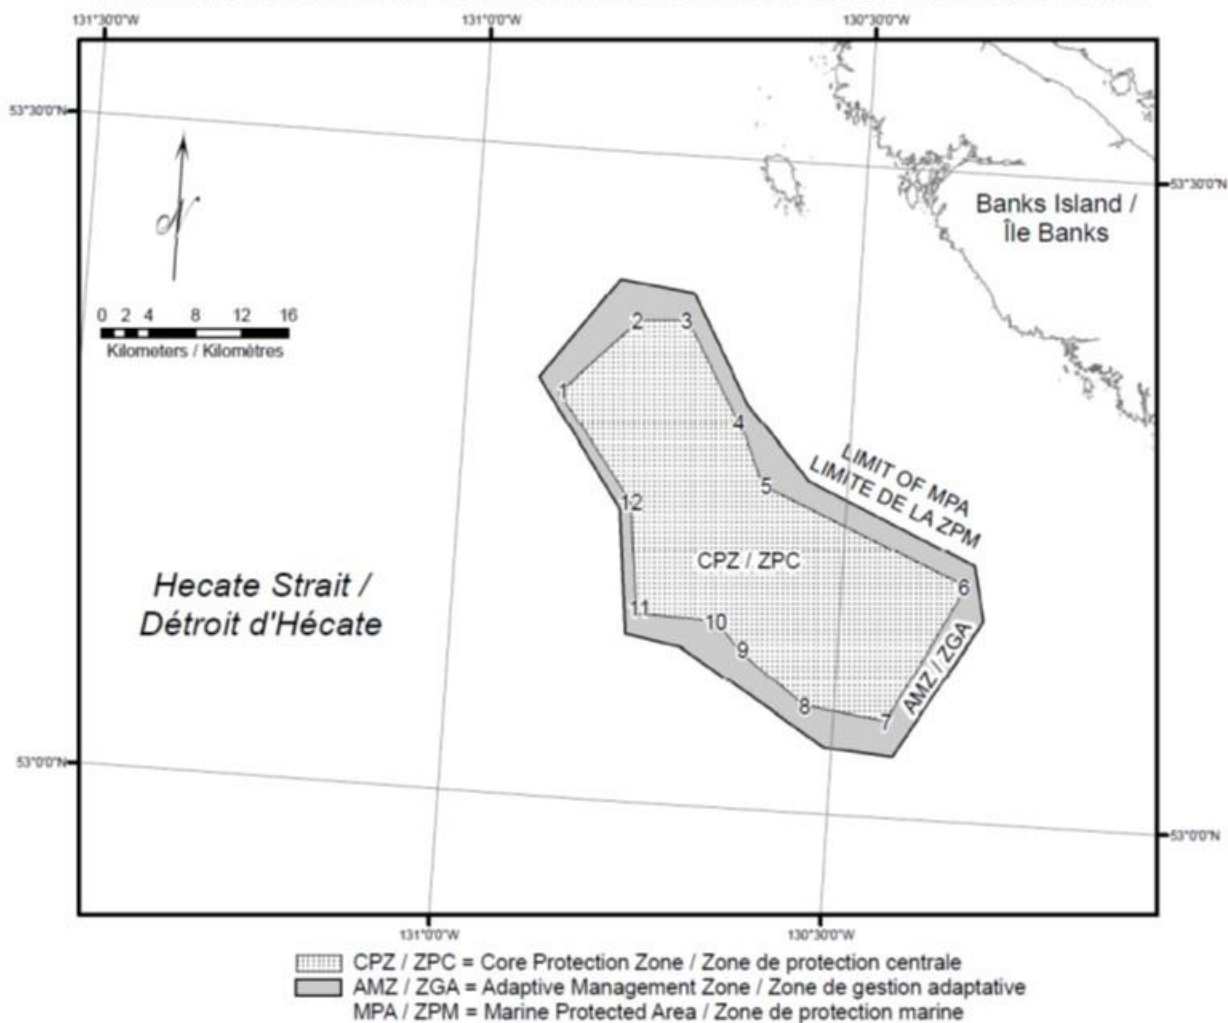 131°30'0"W
131°0'0"W
130°30'0"W
53°30'0"N
53°30'0"N
Banks Island /
Île Banks
N
0 2 4 8 12 16
Kilometers / Kilomètres
2
3
1
4
LIMIT OF MPA
LIMITE DE LA ZPM
5
12
CPZ / ZPC
6
Hecate Strait /
Détroit d'Hécate
11
10
9
AMZ / ZGA
8
7
53°0'0"N
53°0'0"N
131°0'0"W
130°30'0"W
CPZ / ZPC = Core Protection Zone / Zone de protection centrale
AMZ / ZGA = Adaptive Management Zone / Zone de gestion adaptative
MPA / ZPM = Marine Protected Area / Zone de protection marine